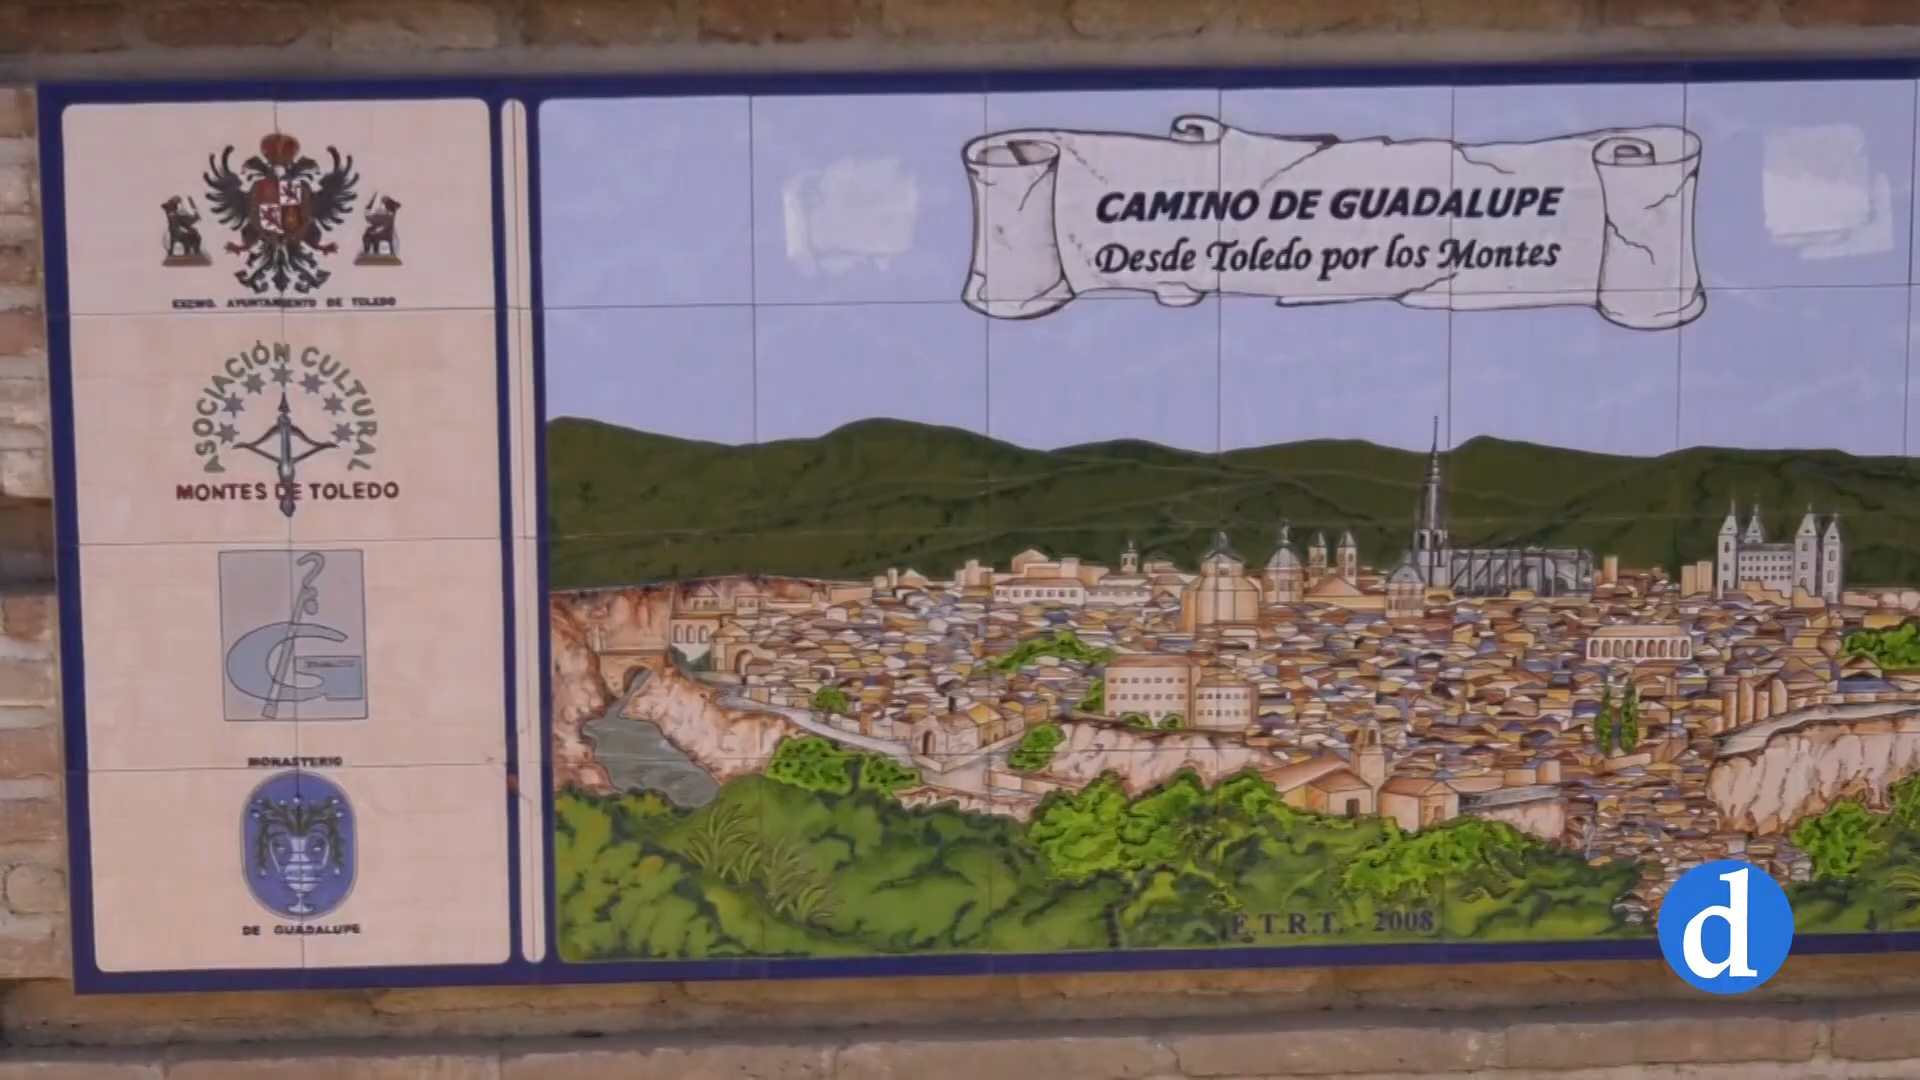 EXCMO. AYUNTAMIENTO DE TOLEDO
ASOCIACIÓN CULTURAL
MONTES DE TOLEDO
G
MONASTERIO
DE GUADALUPE
CAMINO DE GUADALUPE
Desde Toledo por los Montes
E.T.R.T. - 2008
d